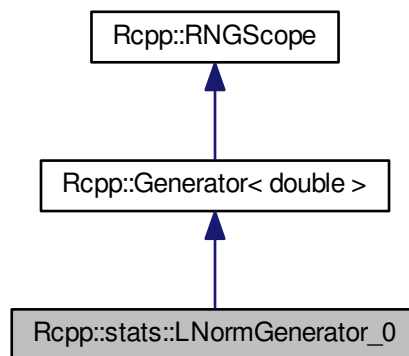 Rcpp::RNGScope
Rcpp::Generator< double >
Rcpp::stats::LNormGenerator_0